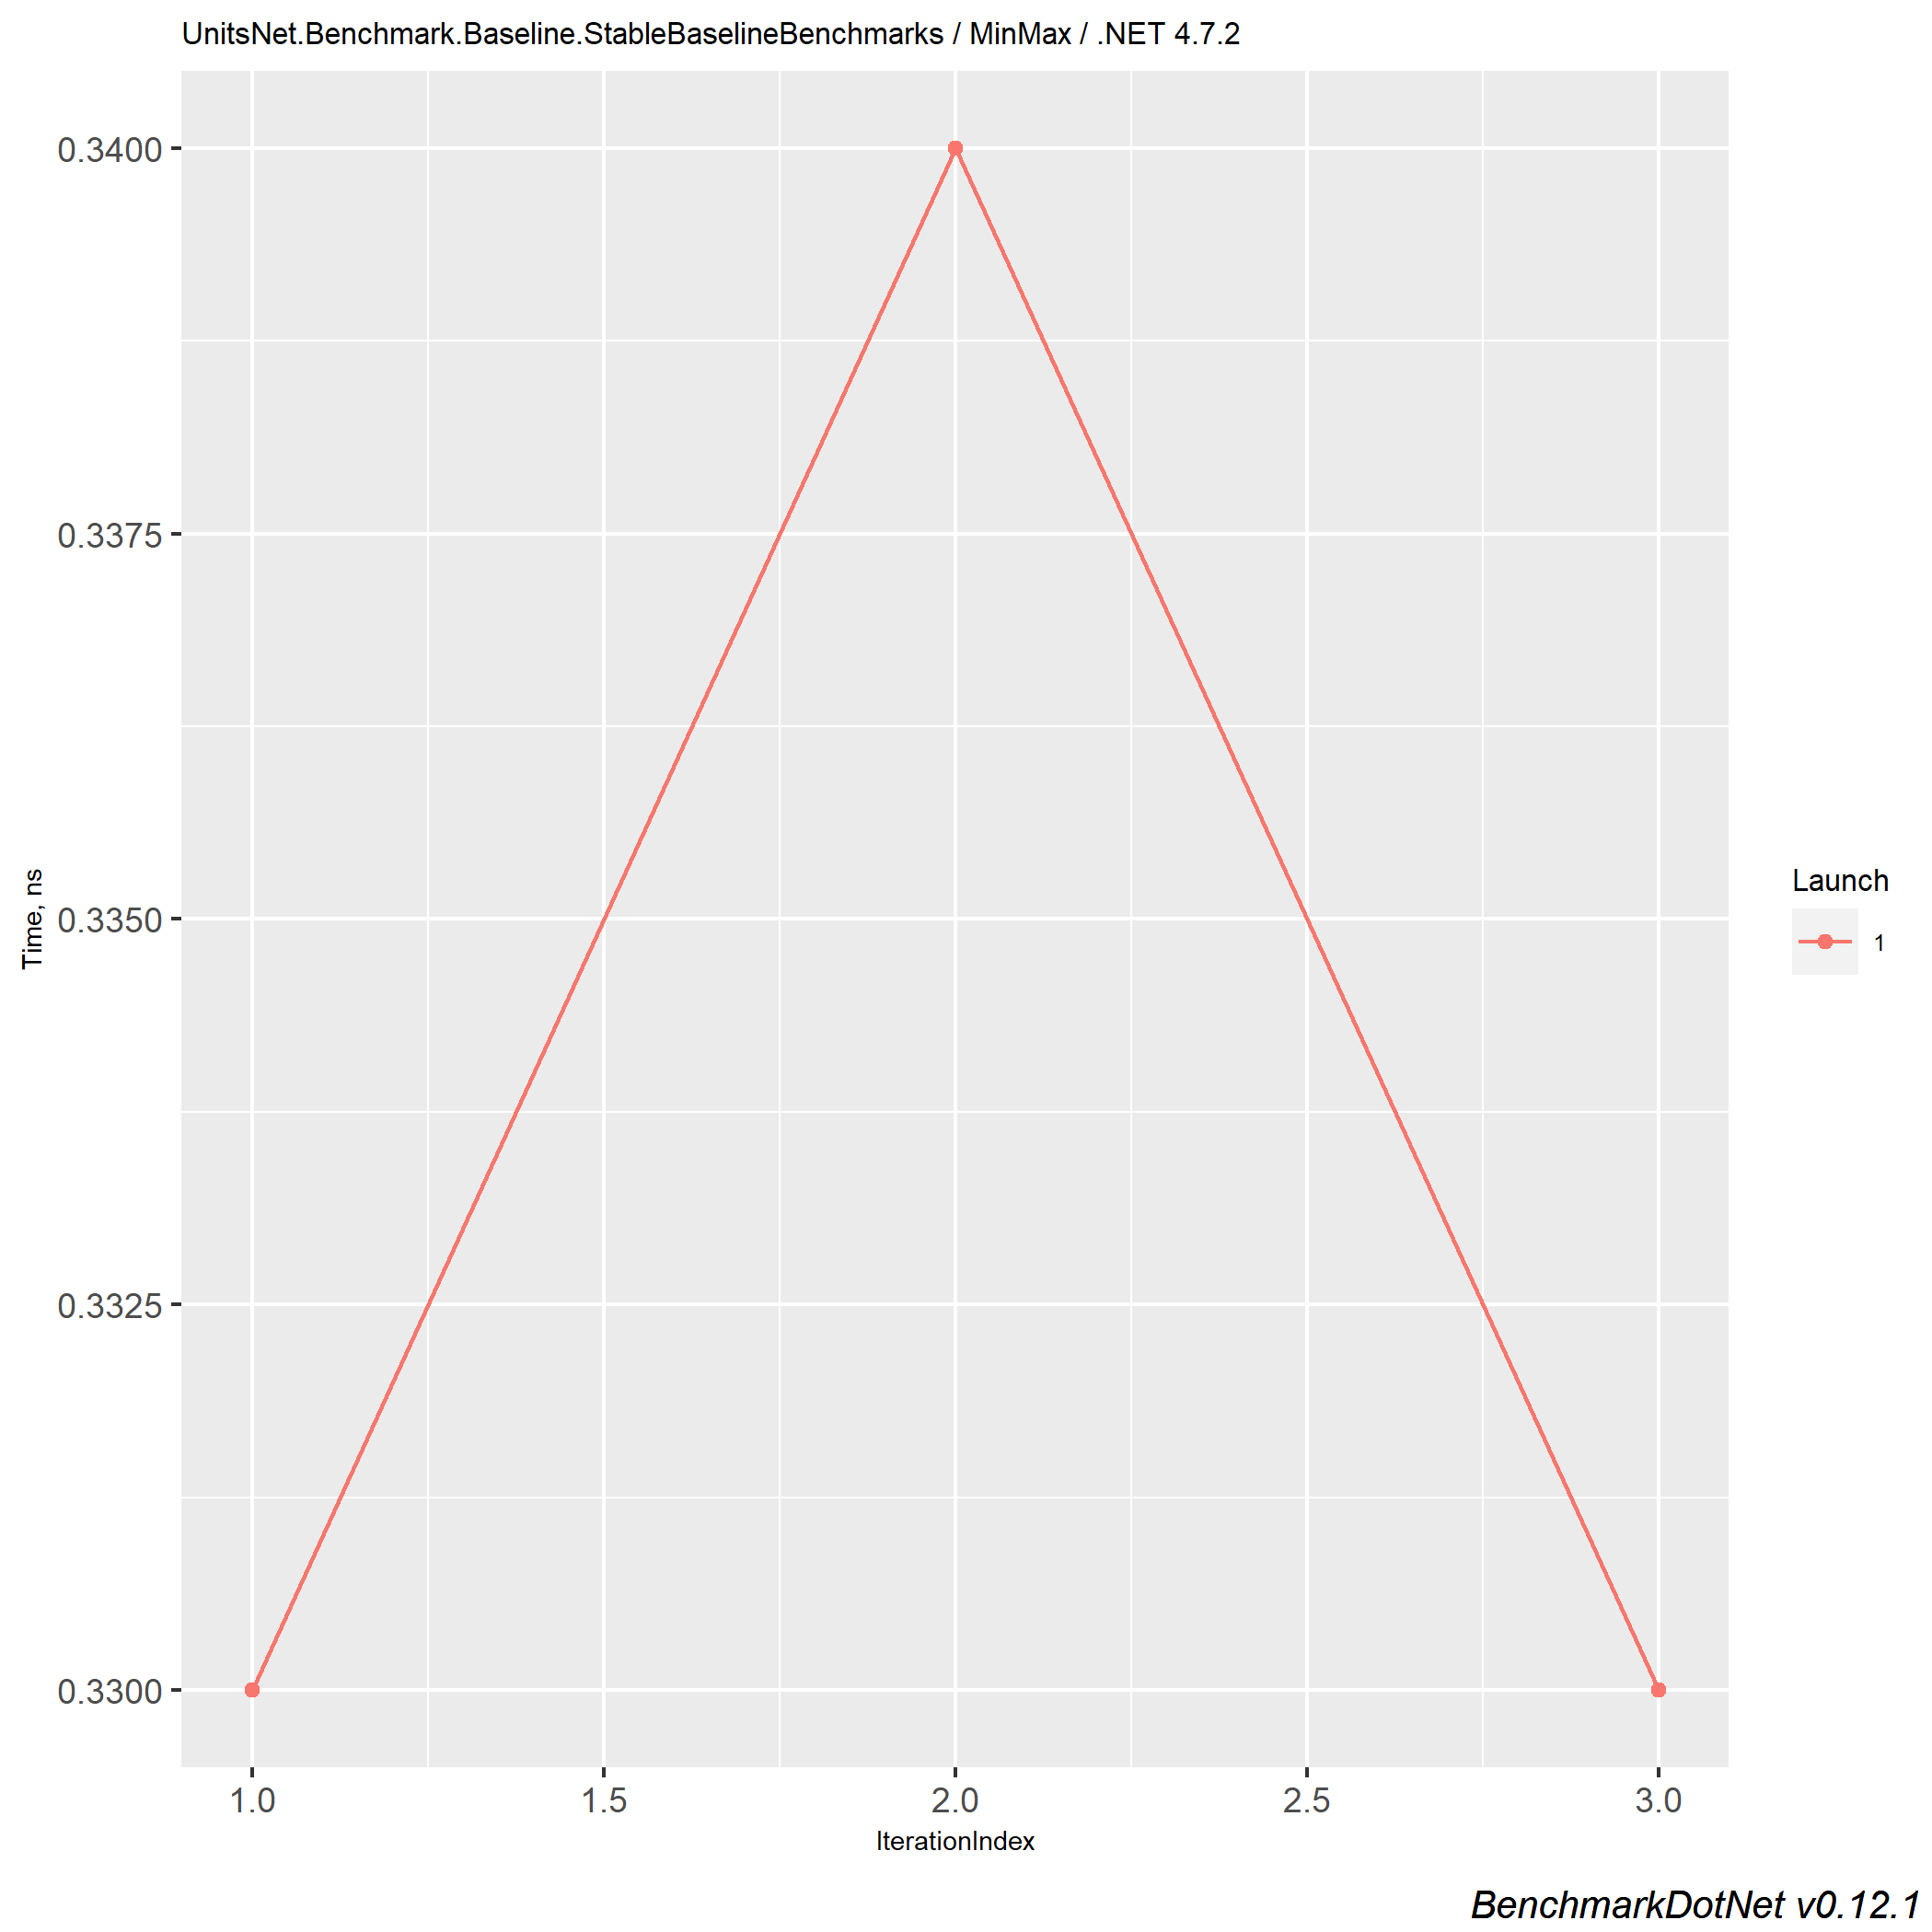 UnitsNet.Benchmark.Baseline.StableBaselineBenchmarks / MinMax / .NET 4.7.2
0.3400
0.3375
0.3350
0.3325
0.3300
Time, ns
1.0 1.5 2.0 2.5 3.0
IterationIndex
Launch
1
BenchmarkDotNet v0.12.1